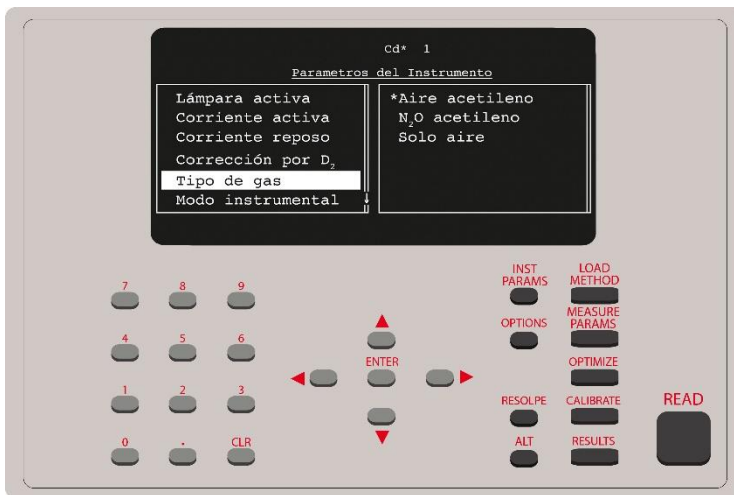 Cd* 1
Parametros del Instrumento
Lámpara activa
Corriente activa
Corriente reposo
Corrección por D₂
Tipo de gas
Modo instrumental ↓
*Aire acetileno
N₂O acetileno
Solo aire
7 8 9
4 5 6
1 2 3
0 . CLR
ENTER
INST PARAMS
LOAD METHOD
OPTIONS
MEASURE PARAMS
OPTIMIZE
RESOLPE
CALIBRATE
ALT
RESULTS
READ